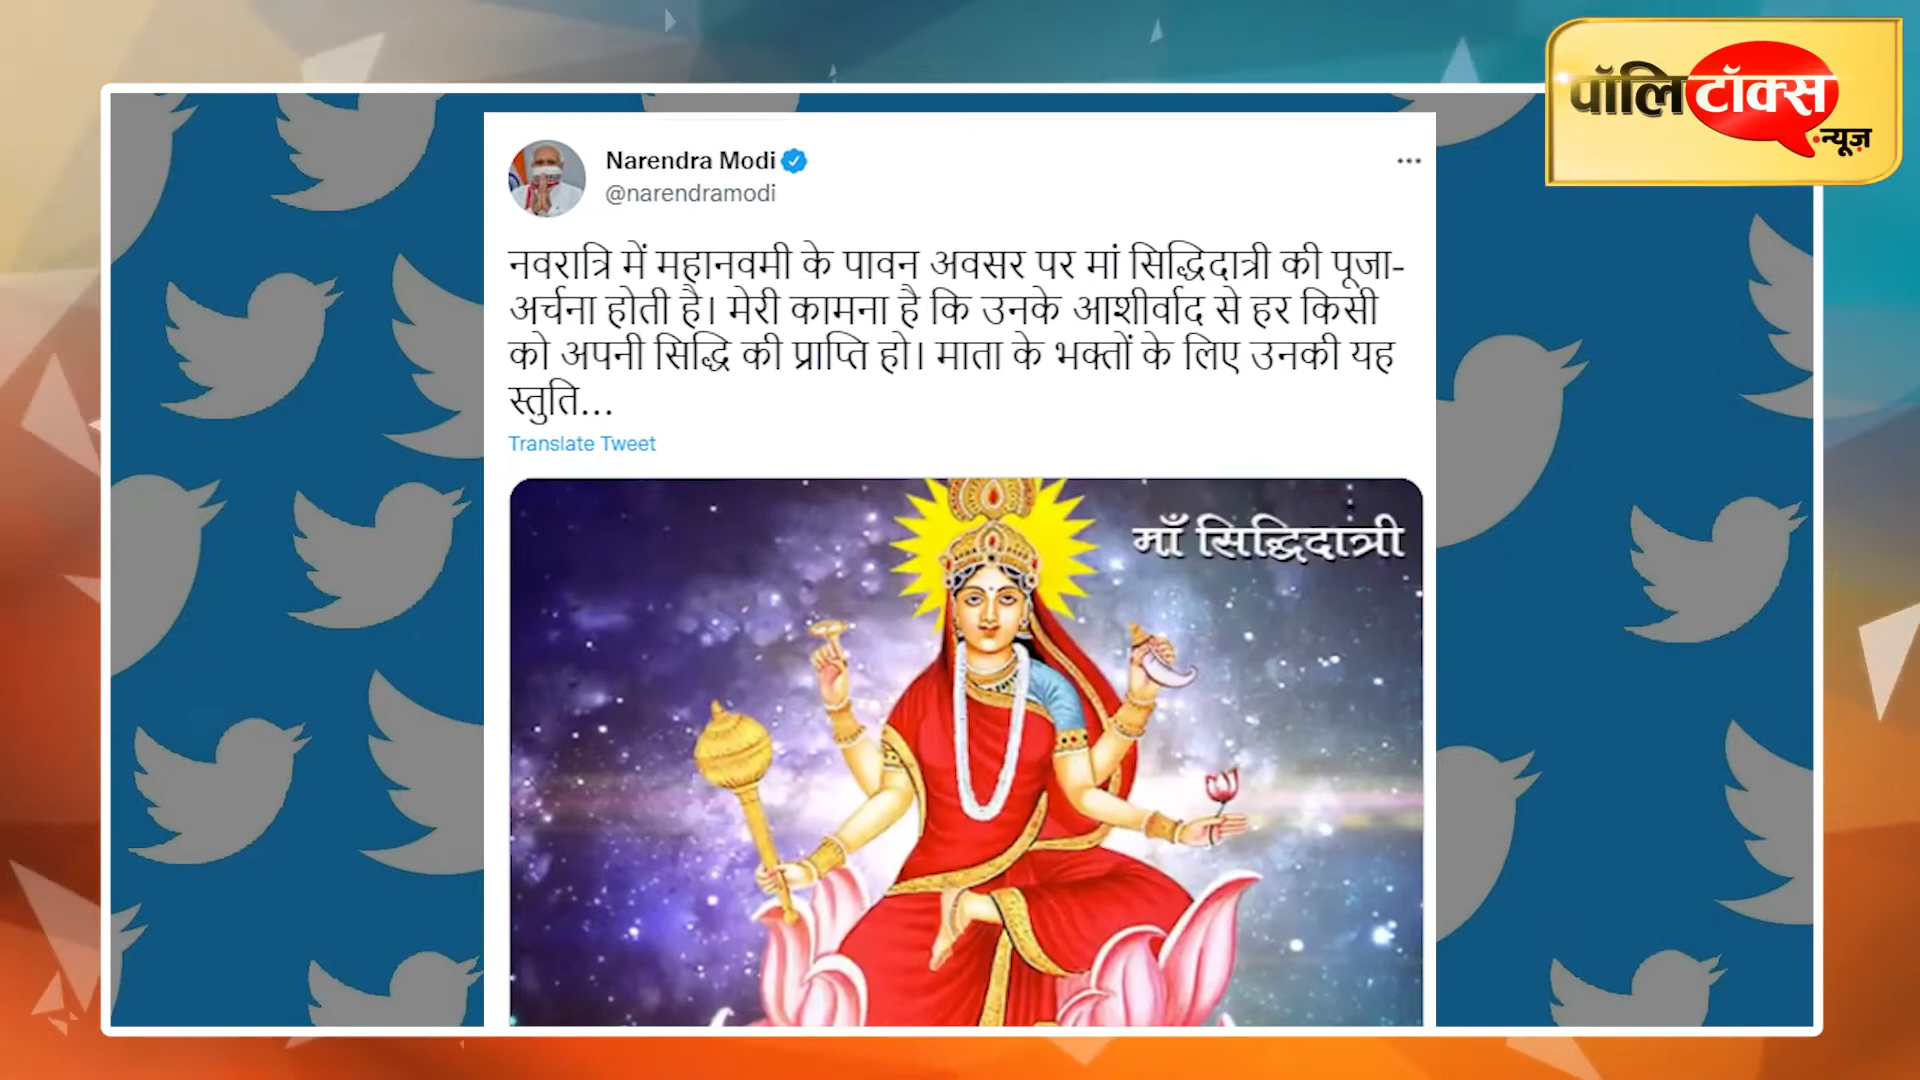 पॉलिटॉक्स
न्यूज़
Narendra Modi
@narendramodi
नवरात्रि में महानवमी के पावन अवसर पर मां सिद्धिदात्री की पूजा-
अर्चना होती है। मेरी कामना है कि उनके आशीर्वाद से हर किसी
को अपनी सिद्धि की प्राप्ति हो। माता के भक्तों के लिए उनकी यह
स्तुति...
Translate Tweet
माँ सिद्धिदात्री